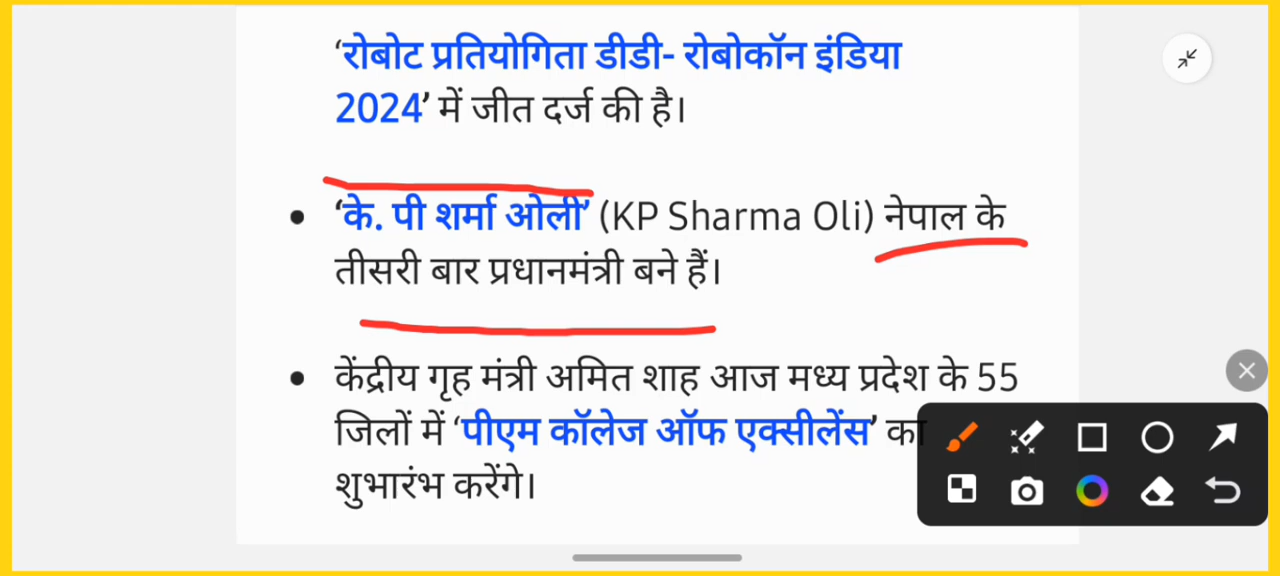 ‘रोबोट प्रतियोगिता डीडी- रोबोकॉन इंडिया
2024’ में जीत दर्ज की है।
‘के. पी शर्मा ओली’ (KP Sharma Oli) नेपाल के
तीसरी बार प्रधानमंत्री बने हैं।
केंद्रीय गृह मंत्री अमित शाह आज मध्य प्रदेश के 55
जिलों में ‘पीएम कॉलेज ऑफ एक्सीलेंस’ का
शुभारंभ करेंगे।